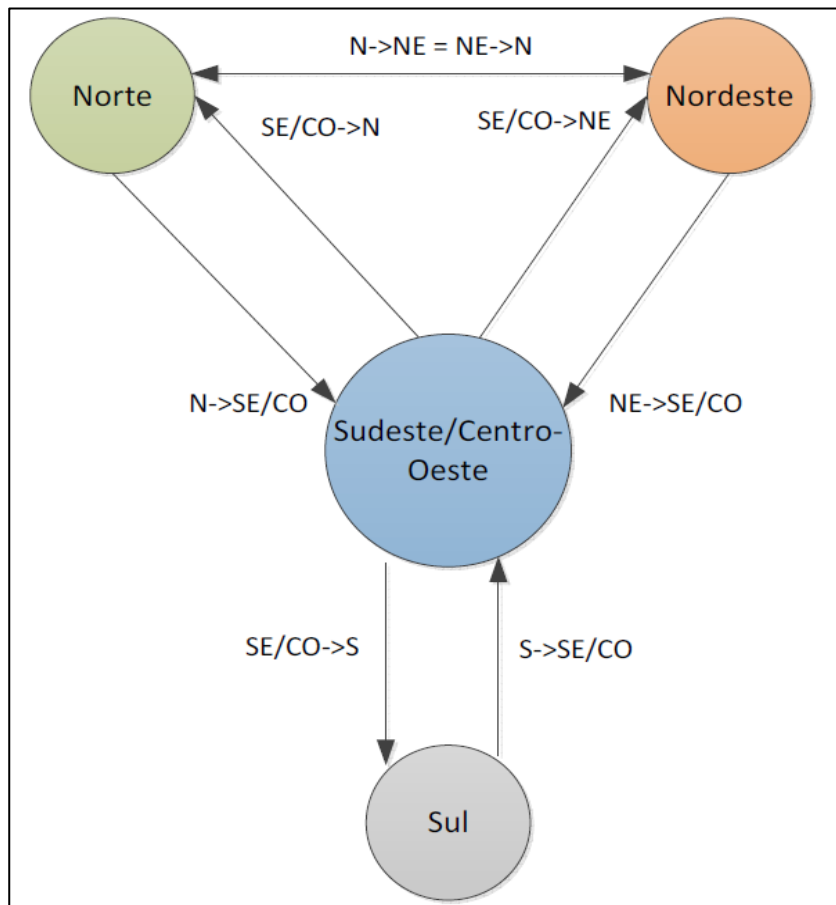 N->NE = NE->N
Norte
Nordeste
SE/CO->N
SE/CO->NE
N->SE/CO
NE->SE/CO
Sudeste/Centro-
Oeste
SE/CO->S
S->SE/CO
Sul